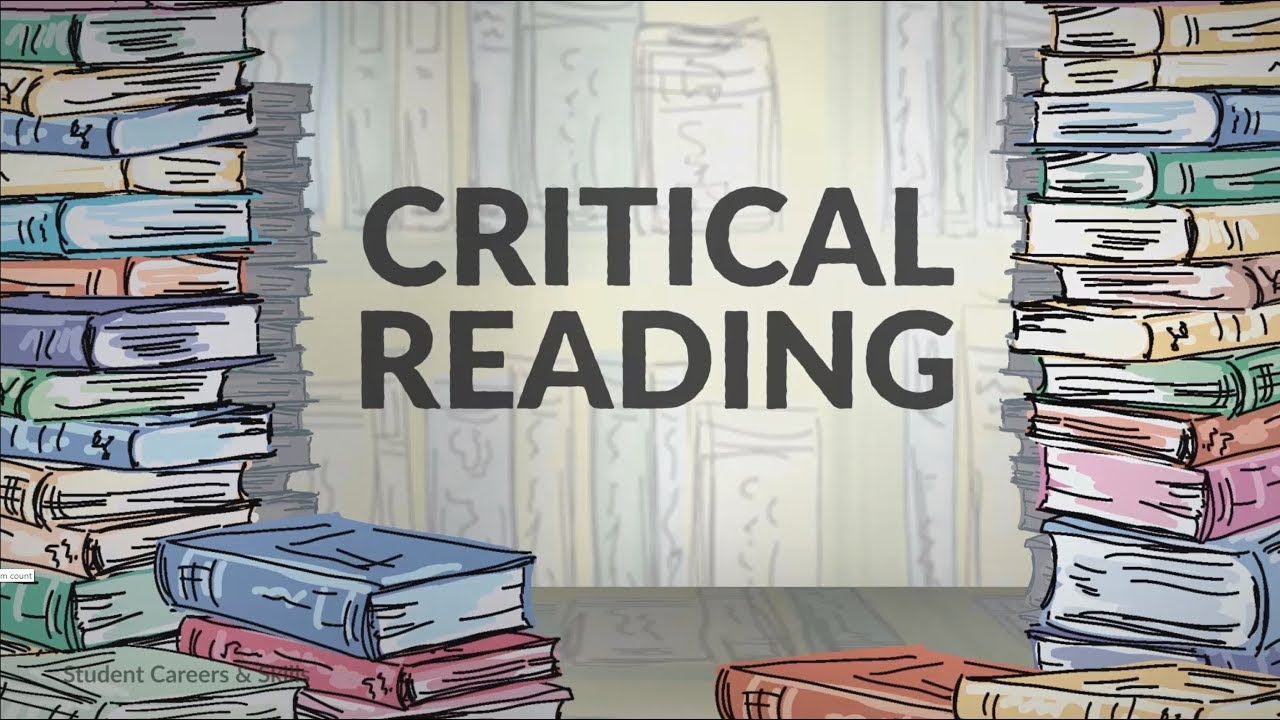 CRITICAL
READING
m count
Student Careers & Skills